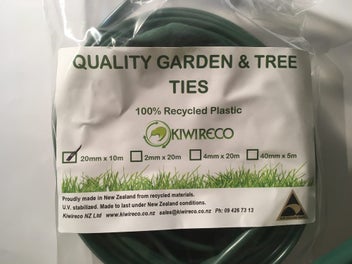 QUALITY GARDEN & TREE
TIES
100% Recycled Plastic
KIWIRECO
20mm x 10m 2mm x 20m 4mm x 20m 40mm x 5m
Proudly made in New Zealand from recycled materials.
U.V. stabilized. Made to last under New Zealand conditions.
Kiwireco NZ Ltd www.kiwireco.co.nz sales@kiwireco.co.nz Ph: 09 426 73 13